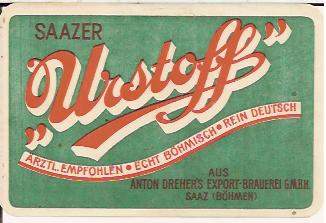 SAAZER
„Urstoff”
ÄRZTL. EMPFOHLEN • ECHT BÖHMISCH • REIN DEUTSCH
AUS
ANTON DREHER'S EXPORT-BRAUEREI G.M.B.H.
SAAZ (BÖHMEN)